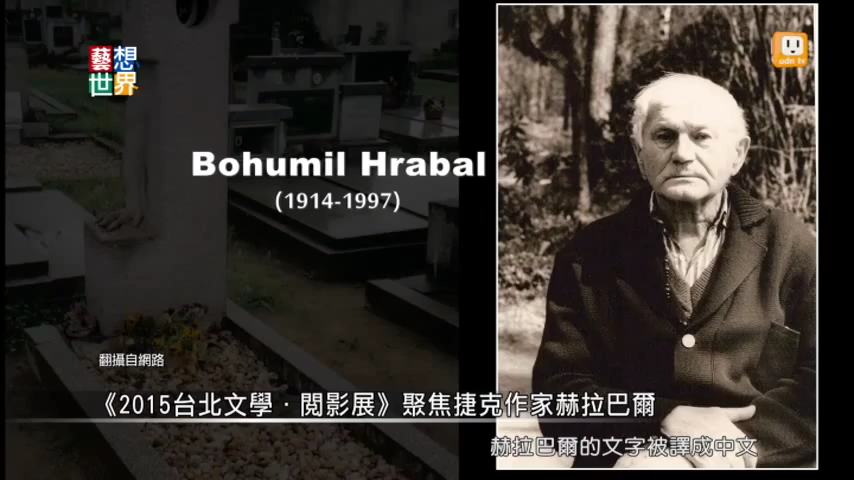 藝想
世界
udn tv
Bohumil Hrabal
(1914-1997)
翻攝自網路
《2015台北文學．閱影展》聚焦捷克作家赫拉巴爾
赫拉巴爾的文字被譯成中文